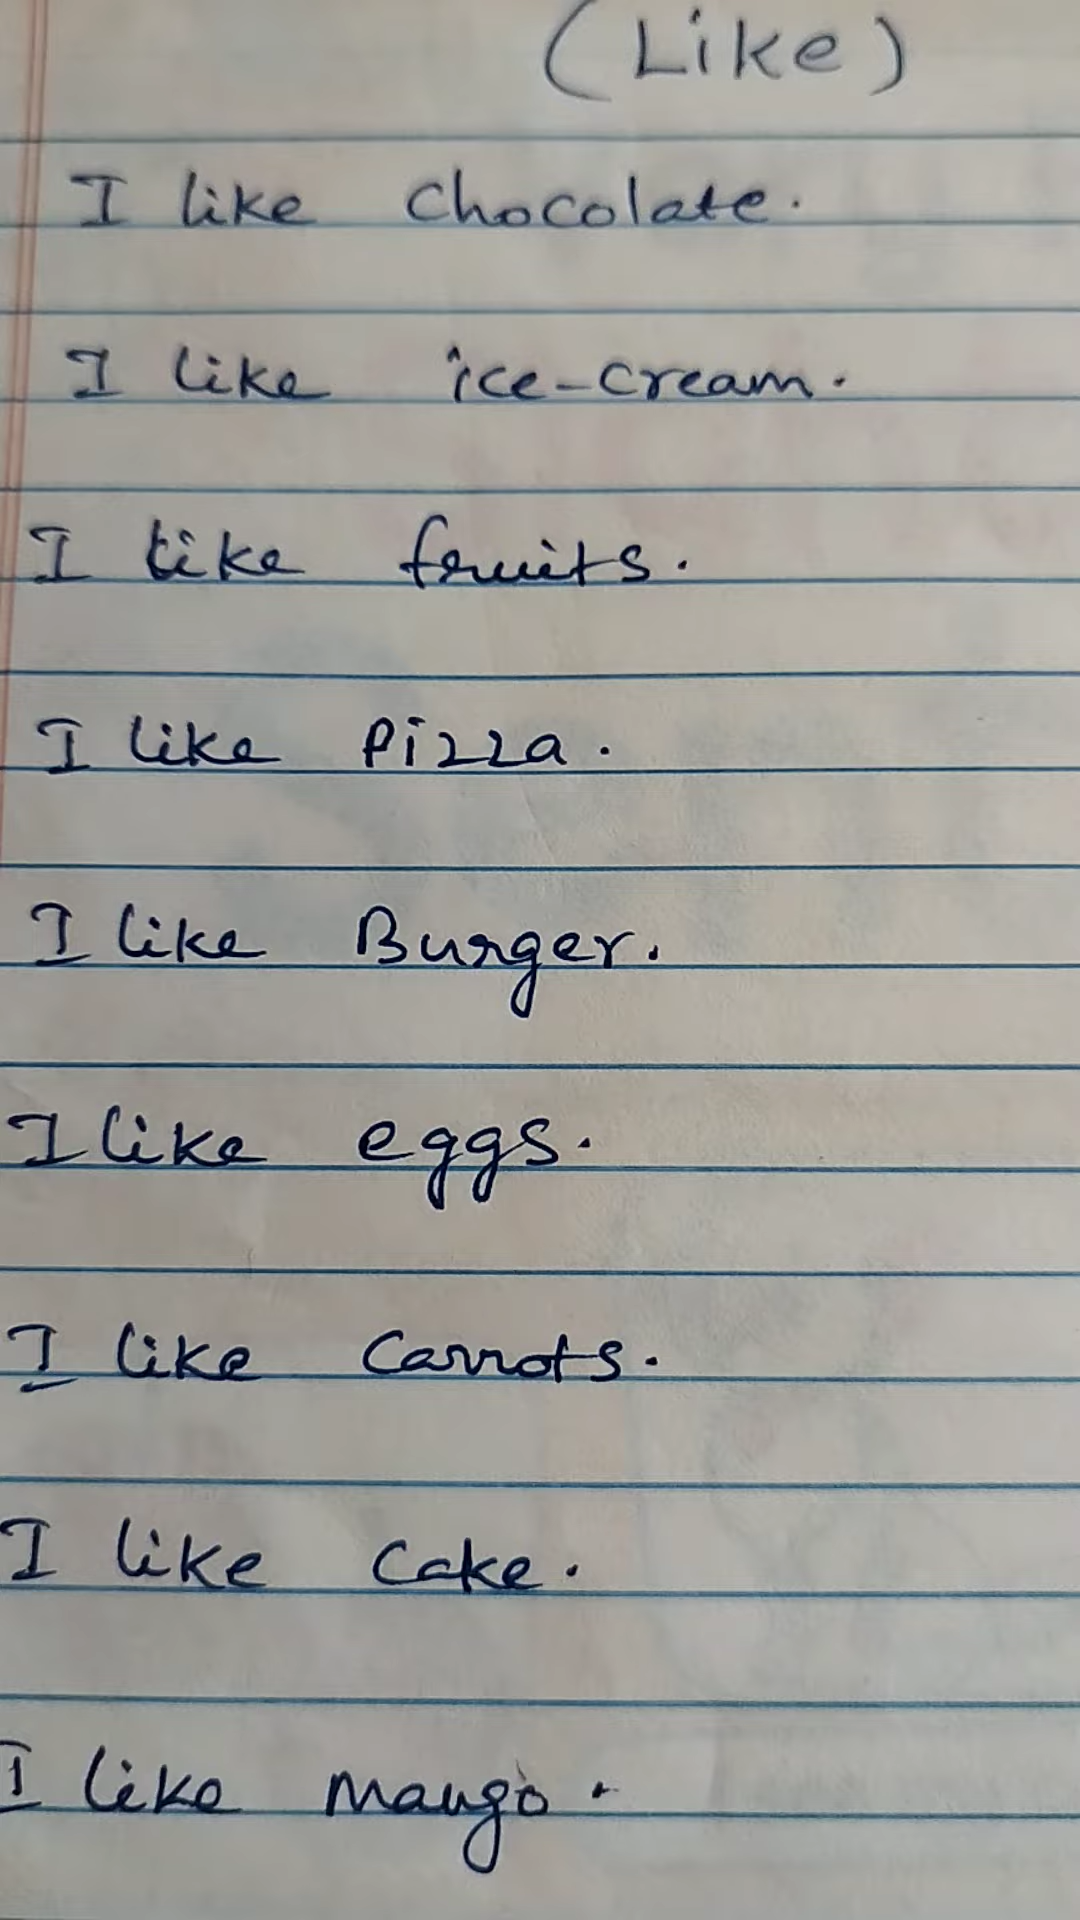 (Like)
I like Chocolate.
I like ice-cream.
I like fruits.
I like Pizza.
I like Burger.
I like eggs.
I like Carrots.
I like Cake.
I like Mango.